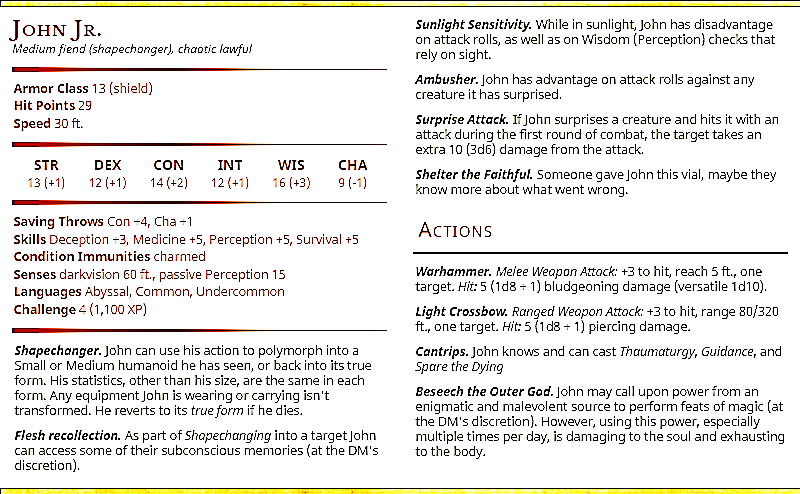 John Jr.
Medium fiend (shapechanger), chaotic lawful
Armor Class 13 (shield)
Hit Points 29
Speed 30 ft.
STR DEX CON INT WIS CHA
13 (+1) 12 (+1) 14 (+2) 12 (+1) 16 (+3) 9 (-1)
Saving Throws Con +4, Cha +1
Skills Deception +3, Medicine +5, Perception +5, Survival +5
Condition Immunities charmed
Senses darkvision 60 ft., passive Perception 15
Languages Abyssal, Common, Undercommon
Challenge 4 (1,100 XP)
Shapechanger. John can use his action to polymorph into a
Small or Medium humanoid he has seen, or back into its true
form. His statistics, other than his size, are the same in each
form. Any equipment John is wearing or carrying isn't
transformed. He reverts to its true form if he dies.
Flesh recollection. As part of Shapechanging into a target John
can access some of their subconscious memories (at the DM's
discretion).
Sunlight Sensitivity. While in sunlight, John has disadvantage
on attack rolls, as well as on Wisdom (Perception) checks that
rely on sight.
Ambusher. John has advantage on attack rolls against any
creature it has surprised.
Surprise Attack. If John surprises a creature and hits it with an
attack during the first round of combat, the target takes an
extra 10 (3d6) damage from the attack.
Shelter the Faithful. Someone gave John this vial, maybe they
know more about what went wrong.
Actions
Warhammer. Melee Weapon Attack: +3 to hit, reach 5 ft., one
target. Hit: 5 (1d8 + 1) bludgeoning damage (versatile 1d10).
Light Crossbow. Ranged Weapon Attack: +3 to hit, range 80/320
ft., one target. Hit: 5 (1d8 + 1) piercing damage.
Cantrips. John knows and can cast Thaumaturgy, Guidance, and
Spare the Dying
Beseech the Outer God. John may call upon power from an
enigmatic and malevolent source to perform feats of magic (at
the DM's discretion). However, using this power, especially
multiple times per day, is damaging to the soul and exhausting
to the body.